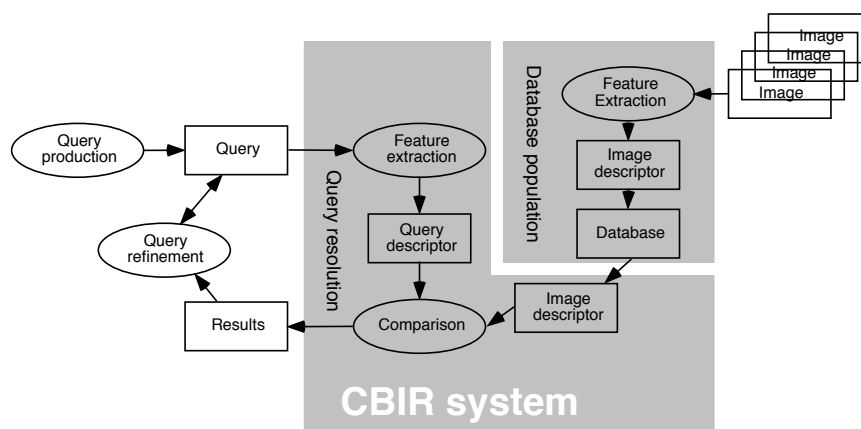 Image
Image
Image
Image
Feature
Extraction
Image
descriptor
Database
Database population
Query
production
Query
Feature
extraction
Query resolution
Query
descriptor
Query
refinement
Results
Comparison
Image
descriptor
CBIR system